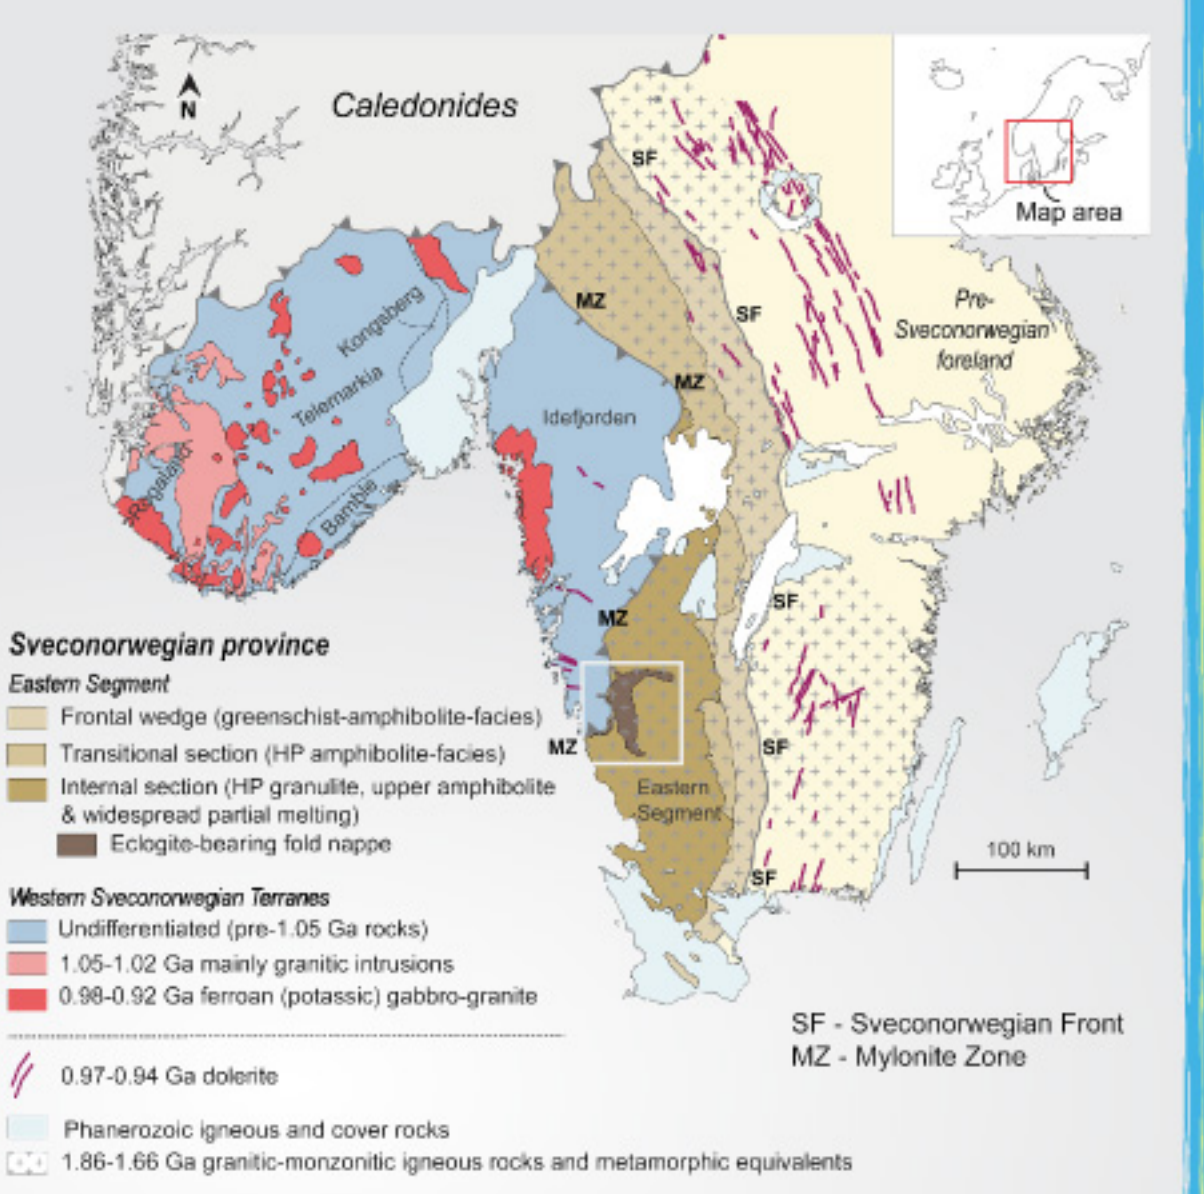 Caledonides
N
SF
Map area
MZ
SF
Pre-
Sveconorwegian
foreland
Kongsberg
Telemarkia
MZ
Idefjorden
Rogaland
Bamble
SF
MZ
Sveconorwegian province
Eastern Segment
Frontal wedge (greenschist-amphibolite-facies)
Transitional section (HP amphibolite-facies)
MZ
SF
Internal section (HP granulite, upper amphibolite
& widespread partial melting)
Eastern
Segment
Eclogite-bearing fold nappe
100 km
SF
Western Sveconorwegian Terranes
Undifferentiated (pre-1.05 Ga rocks)
1.05-1.02 Ga mainly granitic intrusions
0.98-0.92 Ga ferroan (potassic) gabbro-granite
SF - Sveconorwegian Front
MZ - Mylonite Zone
0.97-0.94 Ga dolerite
Phanerozoic igneous and cover rocks
1.86-1.66 Ga granitic-monzonitic igneous rocks and metamorphic equivalents